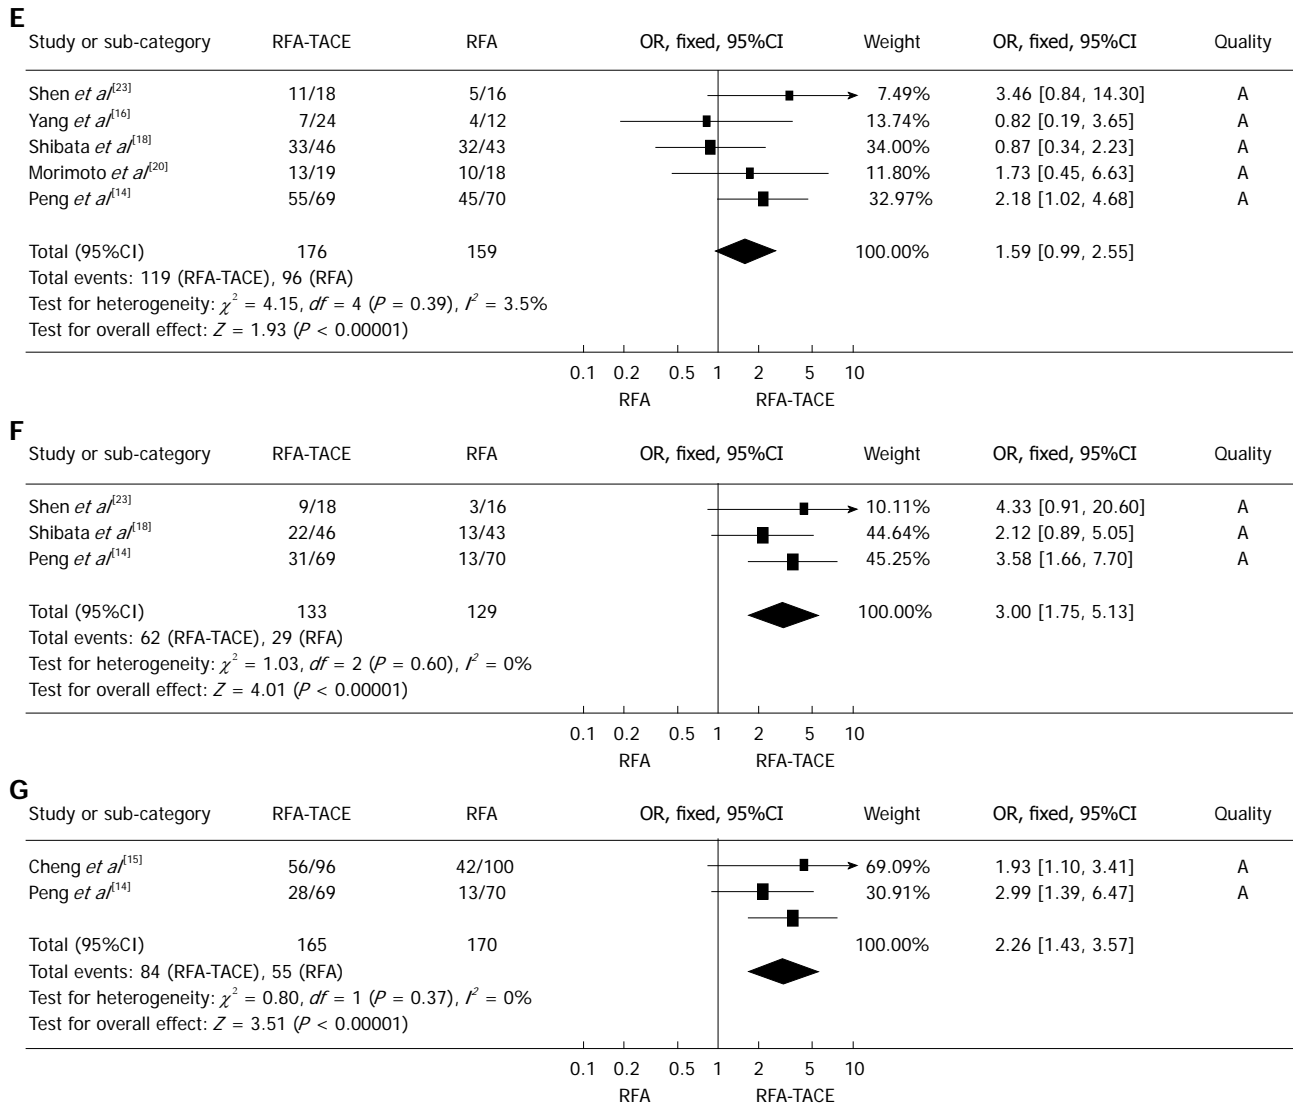 E
Study or sub-category RFA-TACE RFA OR, fixed, 95%CI Weight OR, fixed, 95%CI Quality
Shen et al[23] 11/18 5/16 7.49% 3.46 [0.84, 14.30] A
Yang et al[16] 7/24 4/12 13.74% 0.82 [0.19, 3.65] A
Shibata et al[18] 33/46 32/43 34.00% 0.87 [0.34, 2.23] A
Morimoto et al[20] 13/19 10/18 11.80% 1.73 [0.45, 6.63] A
Peng et al[14] 55/69 45/70 32.97% 2.18 [1.02, 4.68] A
Total (95%CI) 176 159 100.00% 1.59 [0.99, 2.55]
Total events: 119 (RFA-TACE), 96 (RFA)
Test for heterogeneity: χ² = 4.15, df = 4 (P = 0.39), I² = 3.5%
Test for overall effect: Z = 1.93 (P < 0.00001)
0.1 0.2 0.5 1 2 5 10
RFA RFA-TACE
F
Study or sub-category RFA-TACE RFA OR, fixed, 95%CI Weight OR, fixed, 95%CI Quality
Shen et al[23] 9/18 3/16 10.11% 4.33 [0.91, 20.60] A
Shibata et al[18] 22/46 13/43 44.64% 2.12 [0.89, 5.05] A
Peng et al[14] 31/69 13/70 45.25% 3.58 [1.66, 7.70] A
Total (95%CI) 133 129 100.00% 3.00 [1.75, 5.13]
Total events: 62 (RFA-TACE), 29 (RFA)
Test for heterogeneity: χ² = 1.03, df = 2 (P = 0.60), I² = 0%
Test for overall effect: Z = 4.01 (P < 0.00001)
0.1 0.2 0.5 1 2 5 10
RFA RFA-TACE
G
Study or sub-category RFA-TACE RFA OR, fixed, 95%CI Weight OR, fixed, 95%CI Quality
Cheng et al[15] 56/96 42/100 69.09% 1.93 [1.10, 3.41] A
Peng et al[14] 28/69 13/70 30.91% 2.99 [1.39, 6.47] A
Total (95%CI) 165 170 100.00% 2.26 [1.43, 3.57]
Total events: 84 (RFA-TACE), 55 (RFA)
Test for heterogeneity: χ² = 0.80, df = 1 (P = 0.37), I² = 0%
Test for overall effect: Z = 3.51 (P < 0.00001)
0.1 0.2 0.5 1 2 5 10
RFA RFA-TACE